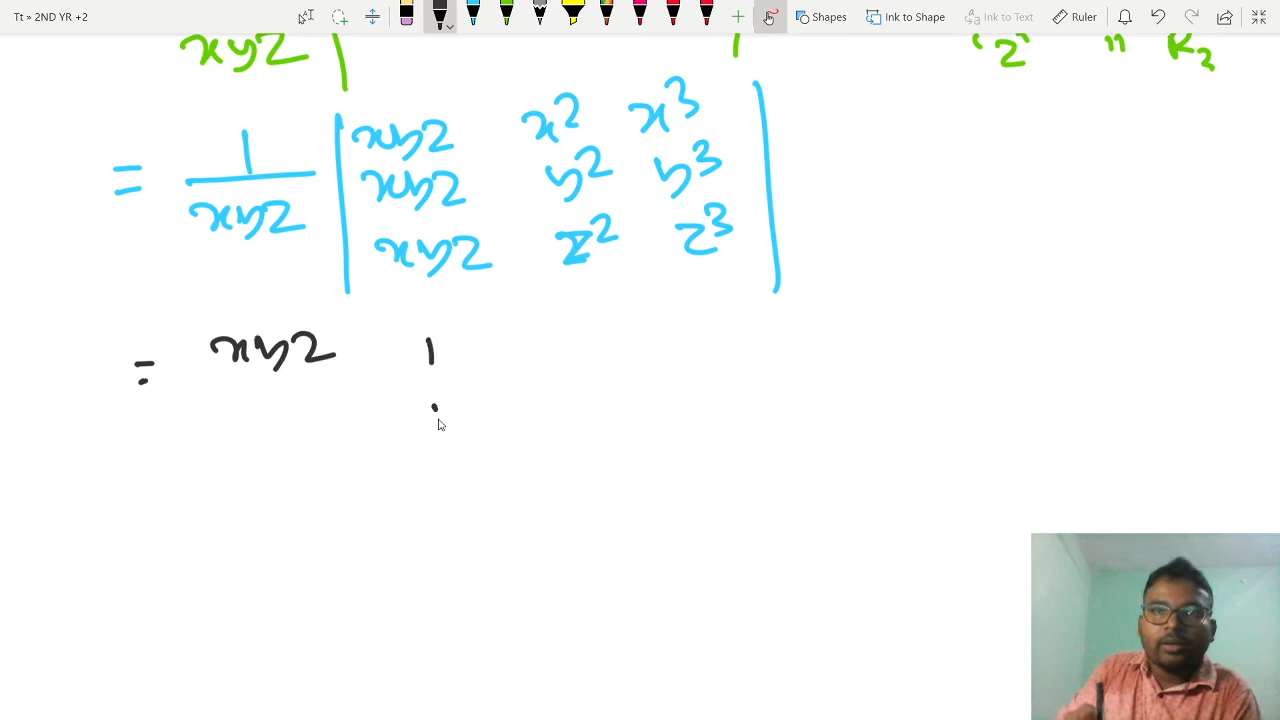 Tt » 2ND YR +2
Shapes Ink to Shape Ink to Text Ruler
xyz | | (z) " R3
= 1/xyz | xyz x² x³ |
| xyz y² y³ |
| xyz z² z³ |
= xyz 1